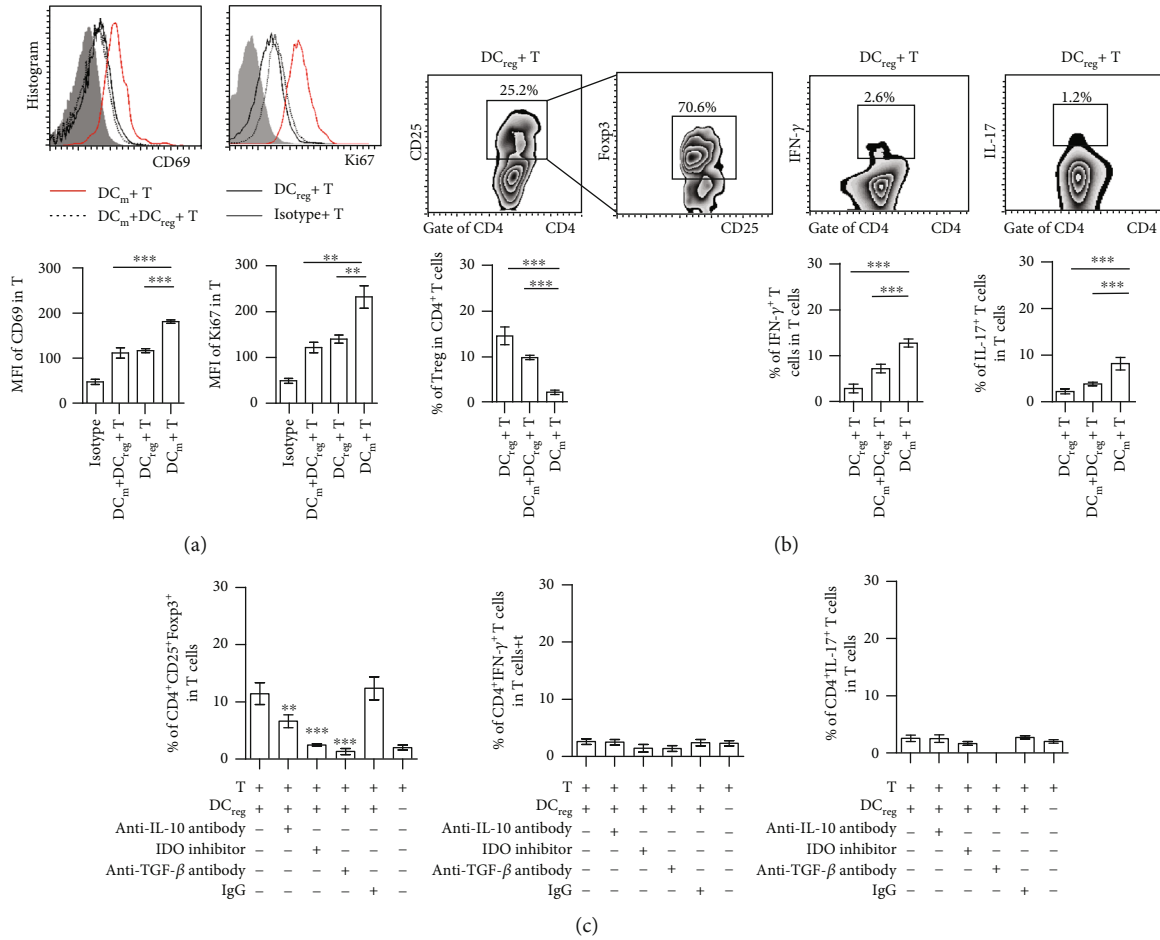 Histogram
CD69
Ki67
DCm+ T
DCm+DCreg+ T
DCreg+ T
Isotype+ T
MFI of CD69 in T
300
200
100
0
***
***
Isotype
DCm+DCreg+ T
DCreg+ T
DCm+ T
MFI of Ki67 in T
300
200
100
0
**
**
Isotype
DCm+DCreg+ T
DCreg+ T
DCm+ T
(a)
DCreg+ T
25.2%
CD25
Gate of CD4
CD4
70.6%
Foxp3
CD25
DCreg+ T
2.6%
IFN-γ
Gate of CD4
CD4
DCreg+ T
1.2%
IL-17
Gate of CD4
CD4
% of Treg in CD4+ T cells
30
20
10
0
***
***
DCreg+ T
DCm+DCreg+ T
DCm+ T
% of IFN-γ+ T
cells in T cells
30
20
10
0
***
***
DCreg+ T
DCm+DCreg+ T
DCm+ T
% of IL-17+ T cells
in T cells
30
20
10
0
***
***
DCreg+ T
DCm+DCreg+ T
DCm+ T
(b)
% of CD4+CD25+Foxp3+
in T cells
30
20
10
0
**
***
***
T + + + + + +
DCreg + + + + + −
Anti-IL-10 antibody − + − − − −
IDO inhibitor − − + − − −
Anti-TGF-β antibody − − − + − −
IgG − − − − + −
% of CD4+IFN-γ+ T cells
in T cells+t
30
20
10
0
T + + + + + +
DCreg + + + + + −
Anti-IL-10 antibody − + − − − −
IDO inhibitor − − + − − −
Anti-TGF-β antibody − − − + − −
IgG − − − − + −
% of CD4+IL-17+ T cells
in T cells
30
20
10
0
T + + + + + +
DCreg + + + + + −
Anti-IL-10 antibody − + − − − −
IDO inhibitor − − + − − −
Anti-TGF-β antibody − − − + − −
IgG − − − − + −
(c)